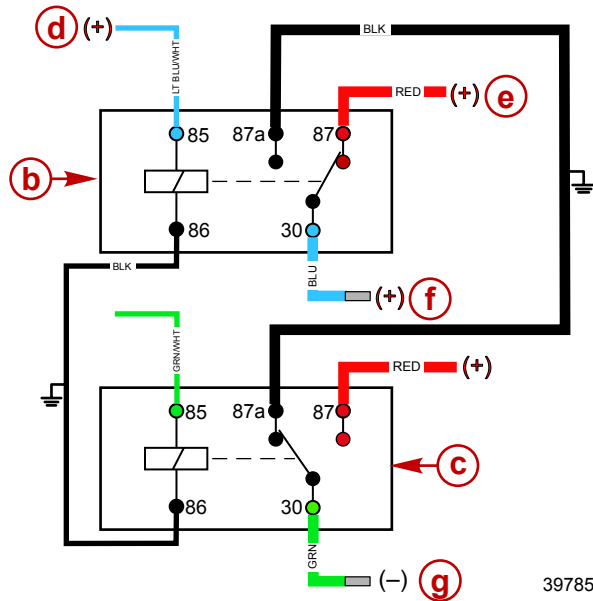 d (+)
BLK
LT BLU/WHT
RED (+) e
85 87a 87
b
86 30
BLK
BLU
(+) f
GRN/WHT
RED (+)
85 87a 87
c
86 30
GRN
(–) g
39785